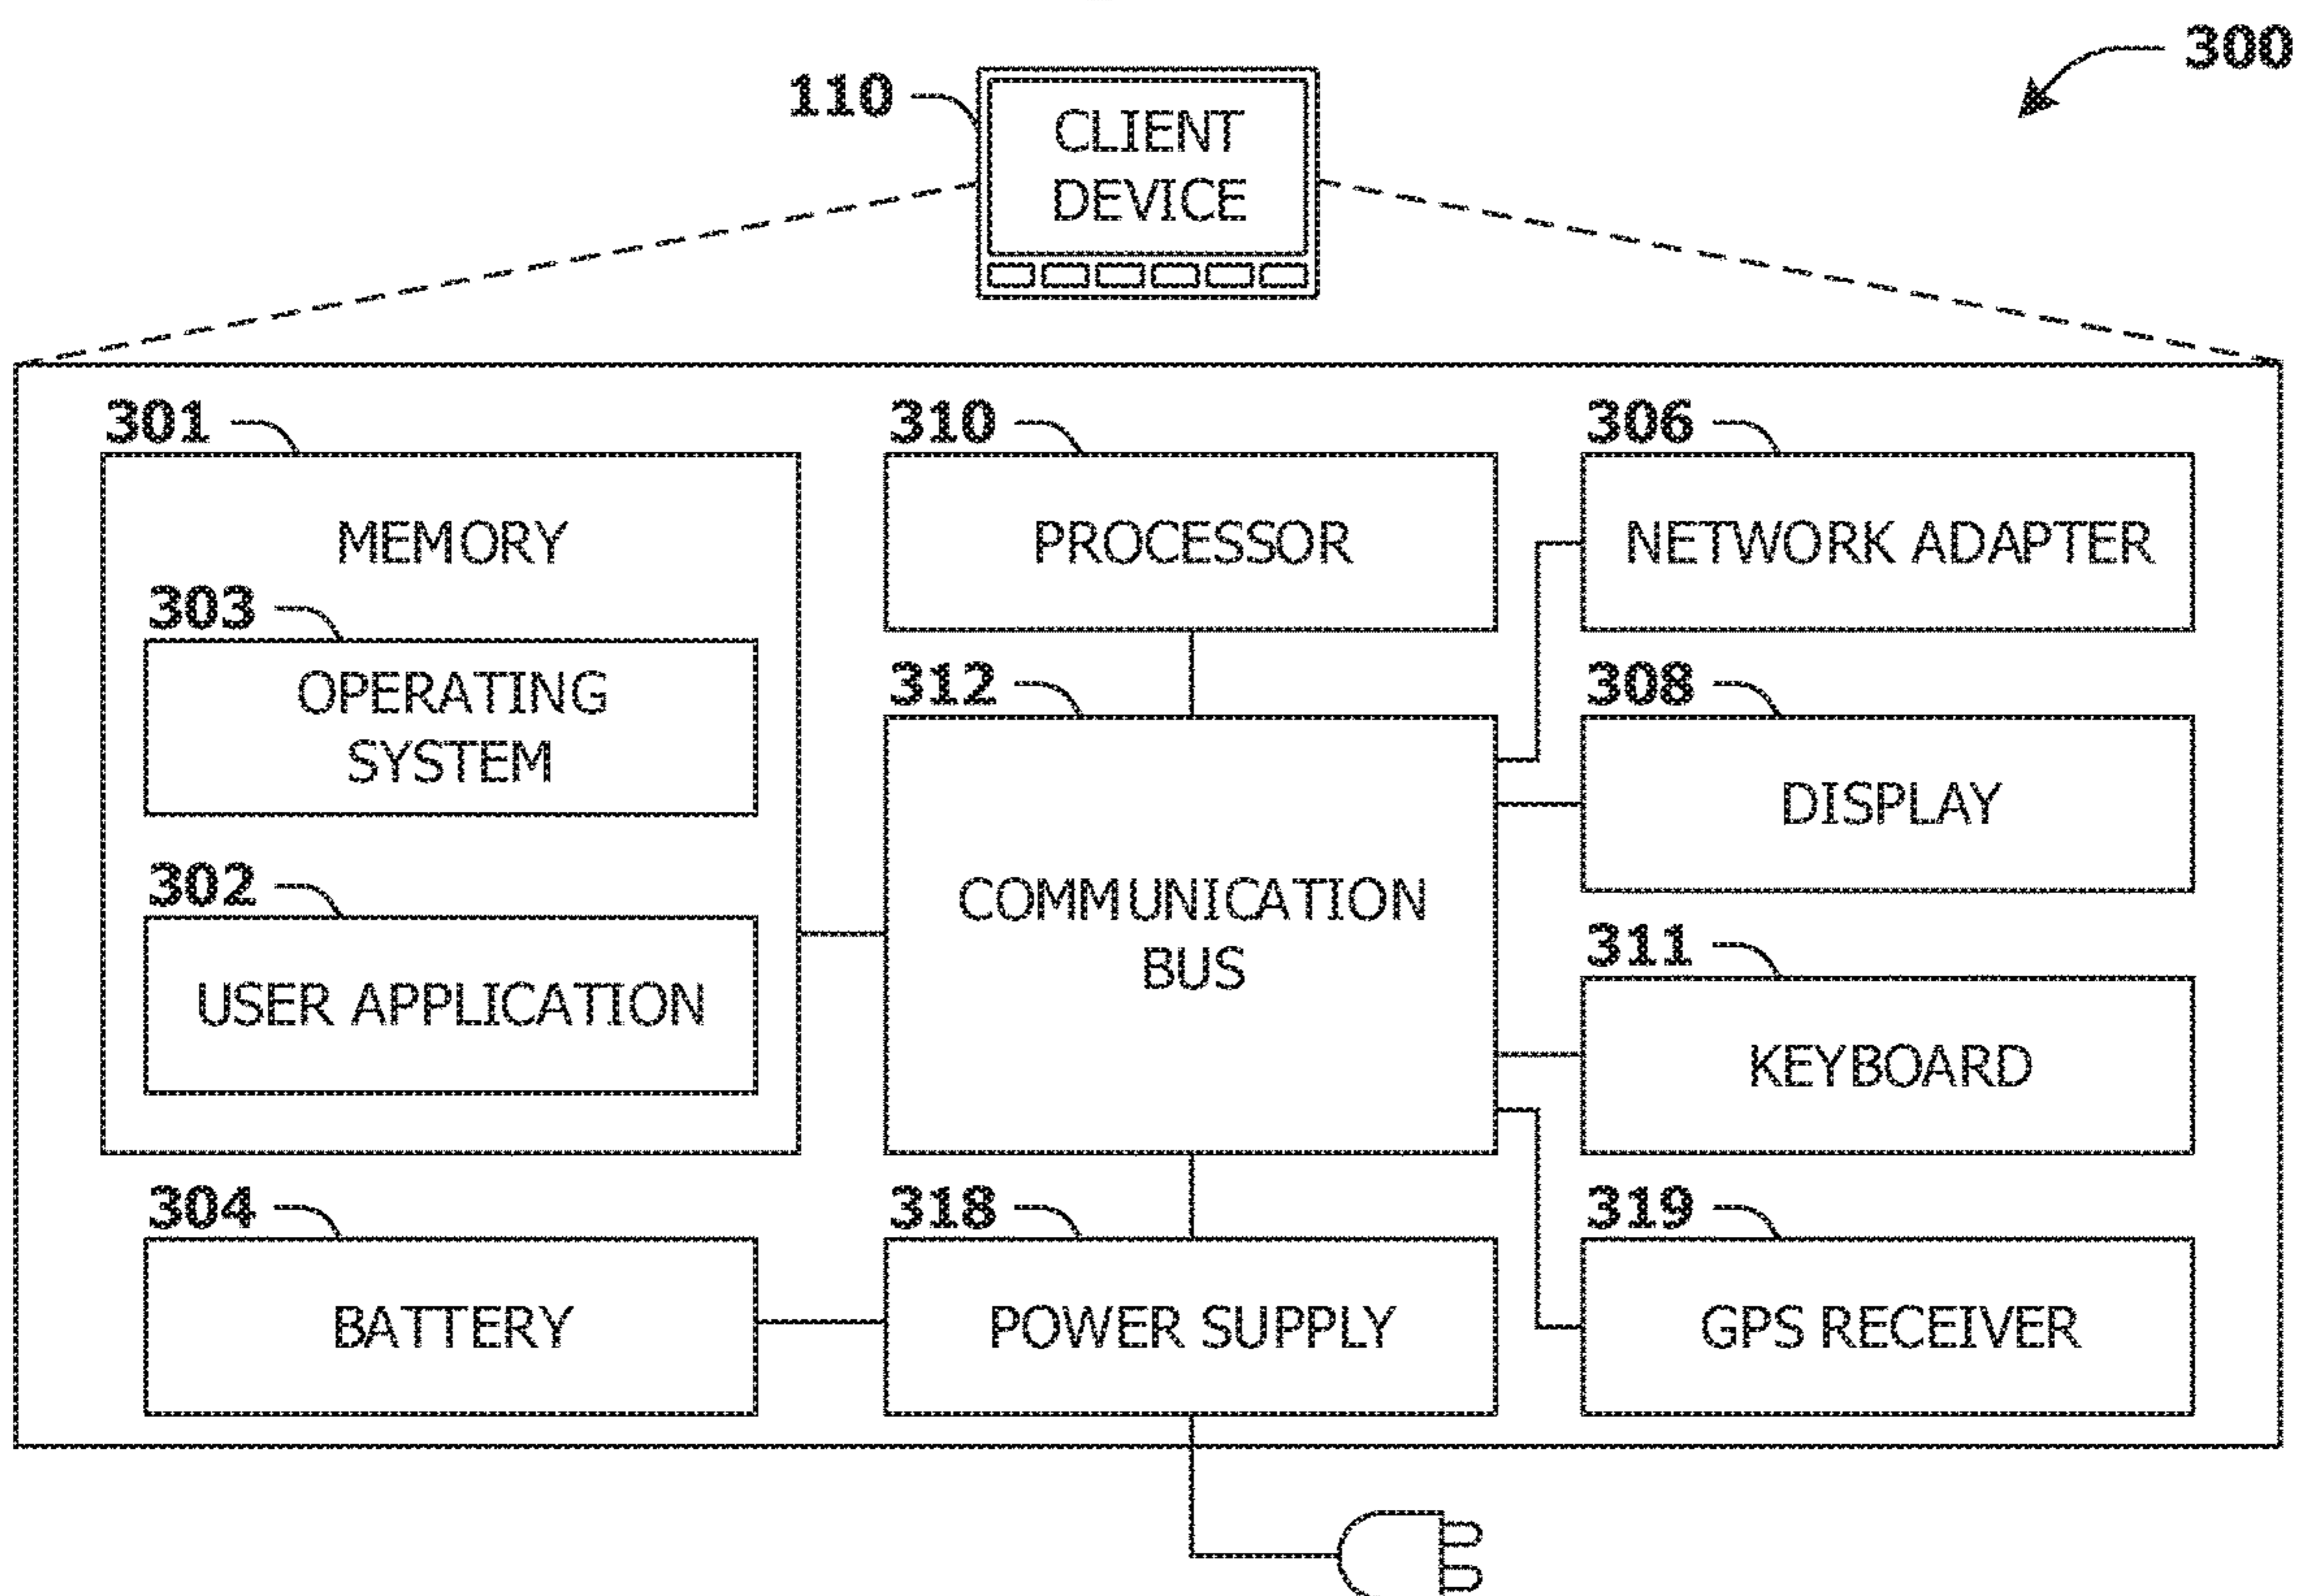 300
110
CLIENT
DEVICE
301
310
306
MEMORY
PROCESSOR
NETWORK ADAPTER
303
OPERATING
SYSTEM
312
308
COMMUNICATION
BUS
DISPLAY
302
USER APPLICATION
311
KEYBOARD
304
318
319
BATTERY
POWER SUPPLY
GPS RECEIVER